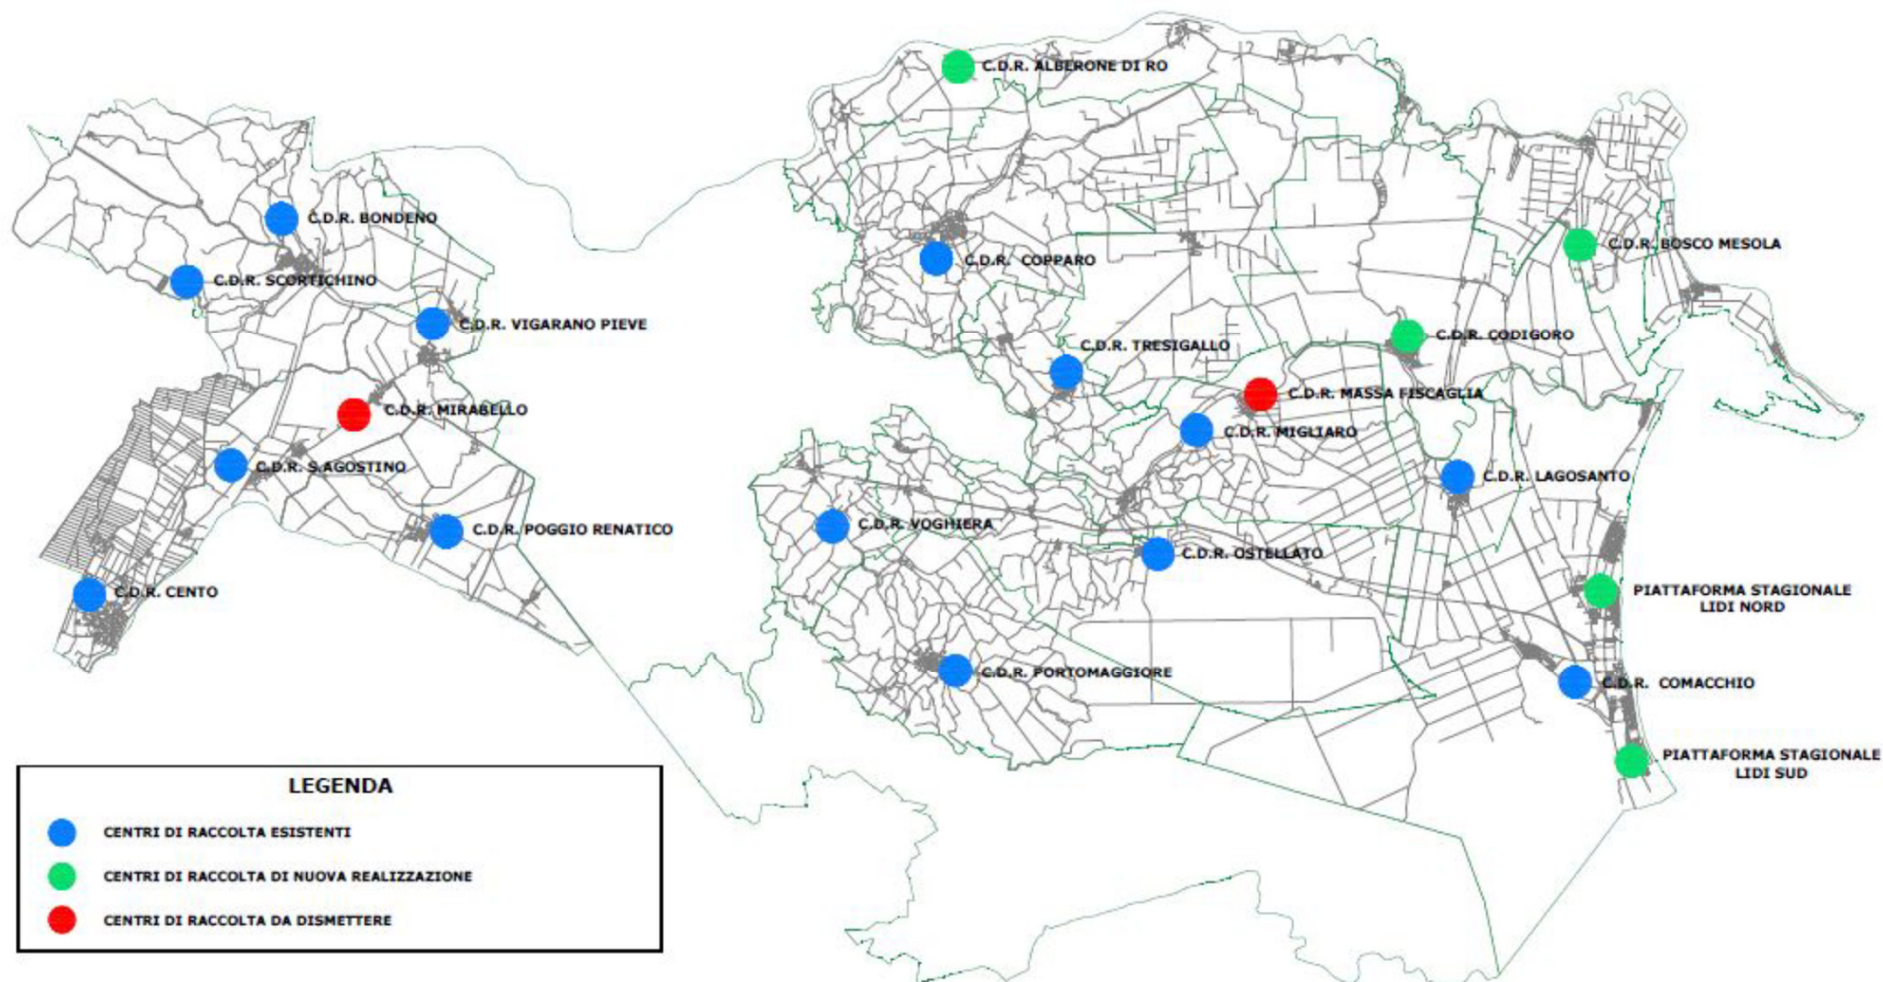 C.D.R. ALBERONE DI RO
C.D.R. BONDENO
C.D.R. BOSCO MESOLA
C.D.R. COPPARO
C.D.R. SCORTICHINO
C.D.R. VIGARANO PIEVE
C.D.R. CODIGORO
C.D.R. TRESIGALLO
C.D.R. MASSA FISCAGLIA
C.D.R. MIRABELLO
C.D.R. MIGLIARO
C.D.R. S.AGOSTINO
C.D.R. LAGOSANTO
C.D.R. VOGHIERA
C.D.R. POGGIO RENATICO
C.D.R. OSTELLATO
C.D.R. CENTO
PIATTAFORMA STAGIONALE
LIDI NORD
C.D.R. PORTOMAGGIORE
C.D.R. COMACCHIO
PIATTAFORMA STAGIONALE
LIDI SUD
LEGENDA
CENTRI DI RACCOLTA ESISTENTI
CENTRI DI RACCOLTA DI NUOVA REALIZZAZIONE
CENTRI DI RACCOLTA DA DISMETTERE